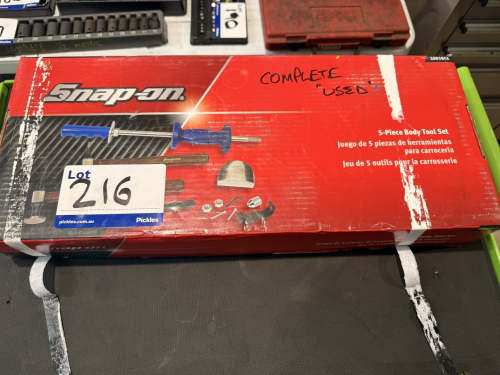 Snap-on
COMPLETE
"USED"
5-Piece Body Tool Set
Juego de 5 piezas de herramientas
para carrocería
Jeu de 5 outils pour la carrosserie
Lot
216
pickles.com.au Pickles